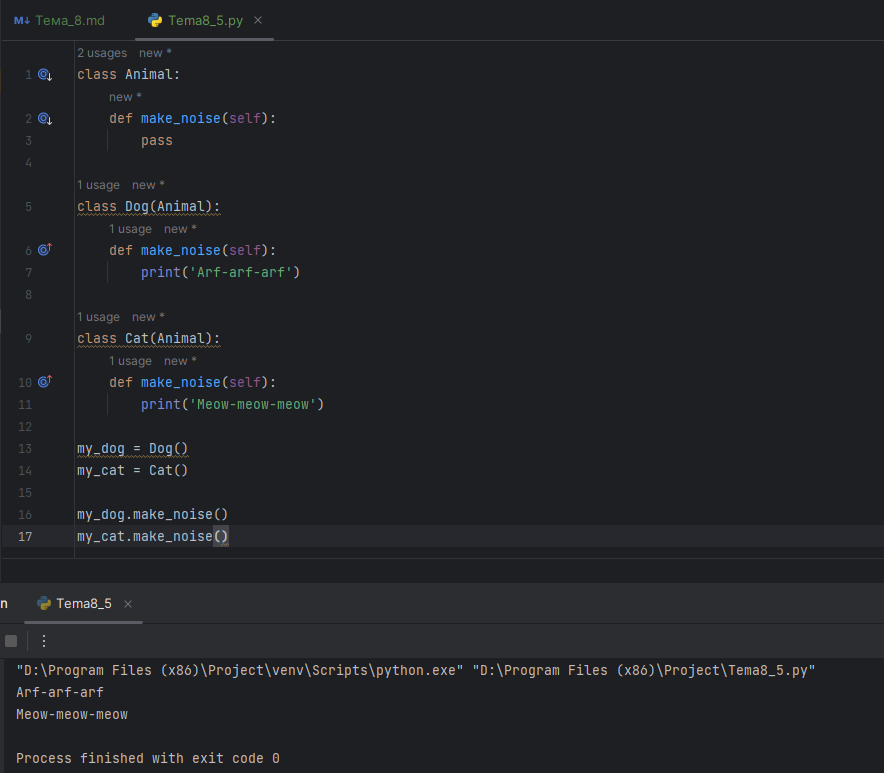 M↓ Тема_8.md Tema8_5.py ×
2 usages new *
1 class Animal:
new *
2 def make_noise(self):
3 pass
4
1 usage new *
5 class Dog(Animal):
1 usage new *
6 def make_noise(self):
7 print('Arf-arf-arf')
8
1 usage new *
9 class Cat(Animal):
1 usage new *
10 def make_noise(self):
11 print('Meow-meow-meow')
12
13 my_dog = Dog()
14 my_cat = Cat()
15
16 my_dog.make_noise()
17 my_cat.make_noise()
n Tema8_5 ×
"D:\Program Files (x86)\Project\venv\Scripts\python.exe" "D:\Program Files (x86)\Project\Tema8_5.py"
Arf-arf-arf
Meow-meow-meow
Process finished with exit code 0